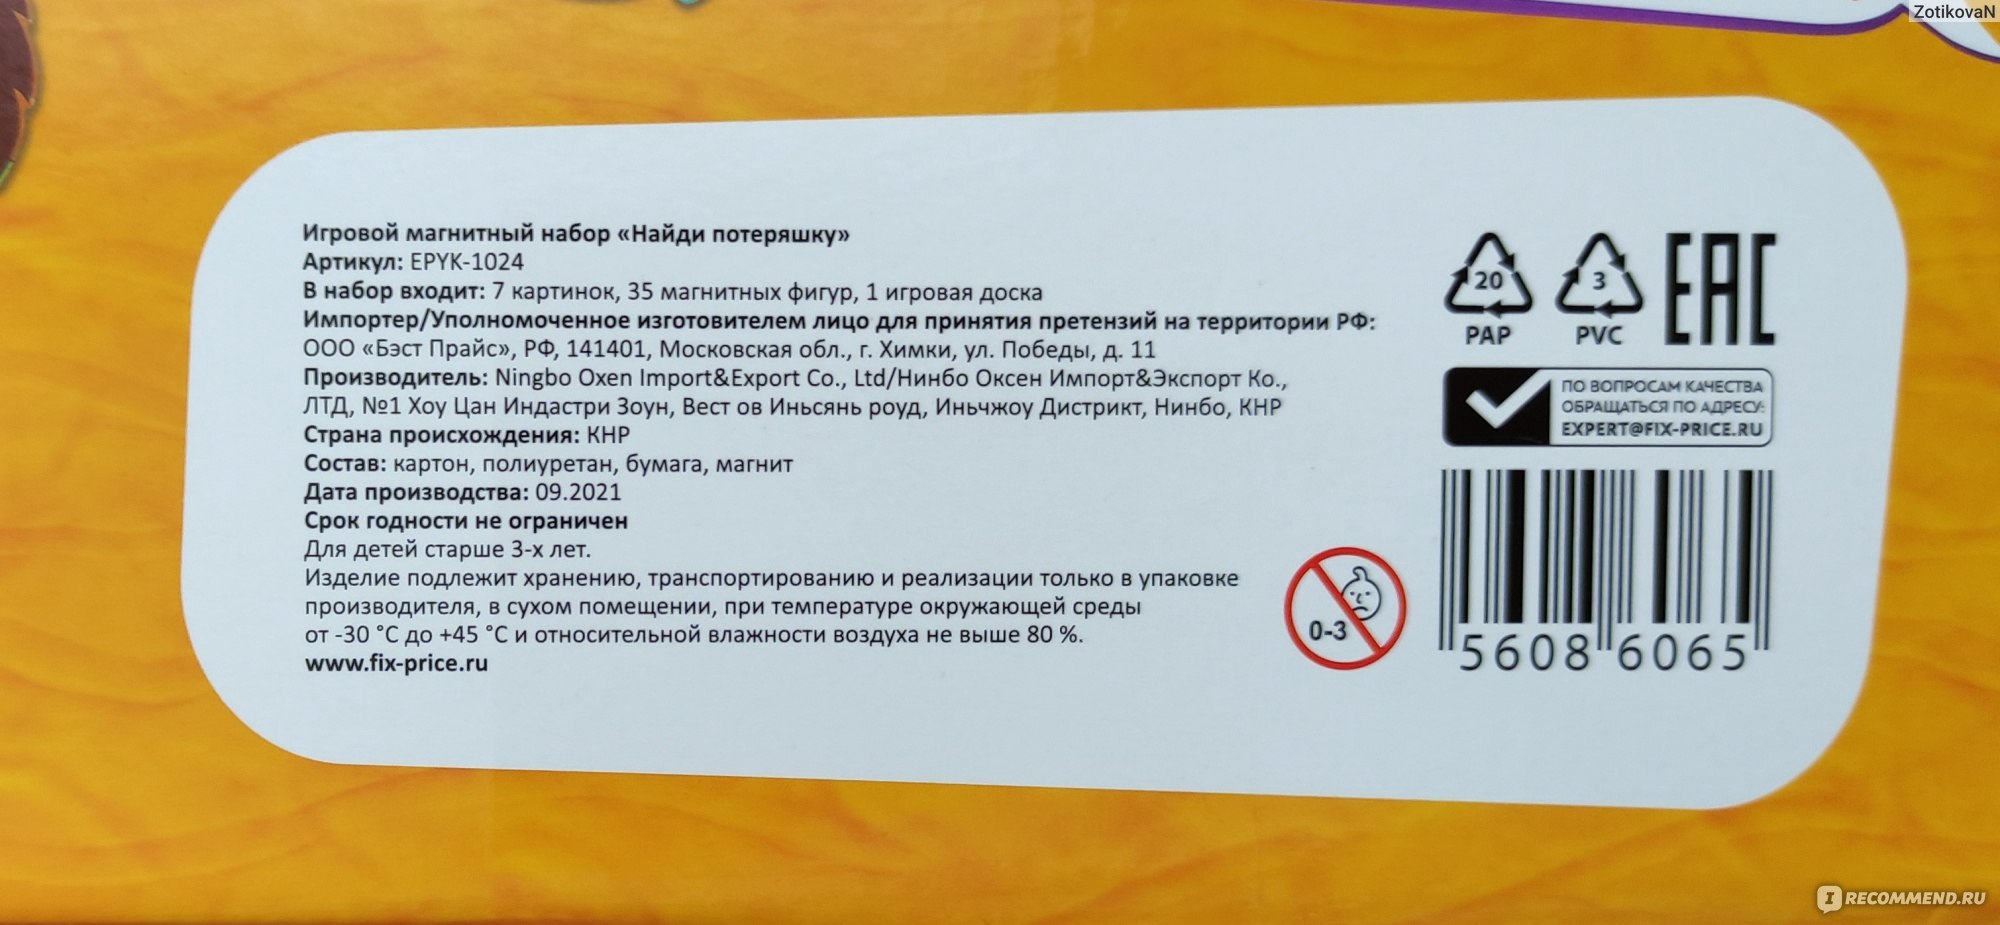 ZotikovaN
Игровой магнитный набор «Найди потеряшку»
Артикул: EPYK-1024
В набор входит: 7 картинок, 35 магнитных фигур, 1 игровая доска
Импортер/Уполномоченное изготовителем лицо для принятия претензий на территории РФ:
ООО «Бэст Прайс», РФ, 141401, Московская обл., г. Химки, ул. Победы, д. 11
Производитель: Ningbo Oxen Import&Export Co., Ltd/Нинбо Оксен Импорт&Экспорт Ко.,
ЛТД, №1 Хоу Цан Индастри Зоун, Вест ов Иньсянь роуд, Иньчжоу Дистрикт, Нинбо, КНР
Страна происхождения: КНР
Состав: картон, полиуретан, бумага, магнит
Дата производства: 09.2021
Срок годности не ограничен
Для детей старше 3-х лет.
Изделие подлежит хранению, транспортированию и реализации только в упаковке
производителя, в сухом помещении, при температуре окружающей среды
от -30 °С до +45 °С и относительной влажности воздуха не выше 80 %.
www.fix-price.ru
0-3
20
PAP
3
PVC
EAC
ПО ВОПРОСАМ КАЧЕСТВА
ОБРАЩАТЬСЯ ПО АДРЕСУ:
EXPERT@FIX-PRICE.RU
5608 6065
I RECOMMEND.RU